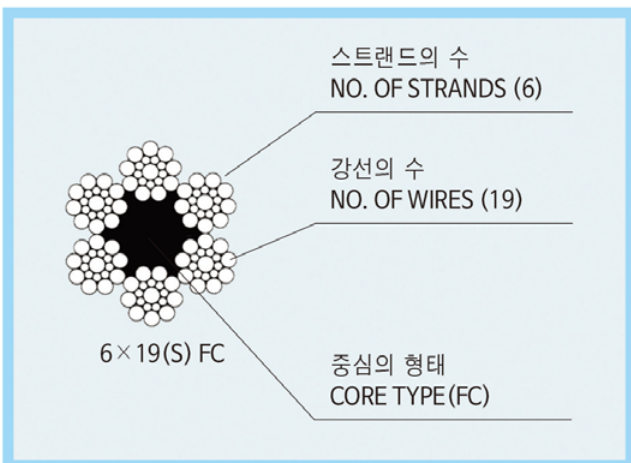 스트랜드의 수
NO. OF STRANDS (6)
강선의 수
NO. OF WIRES (19)
6×19(S) FC
중심의 형태
CORE TYPE(FC)